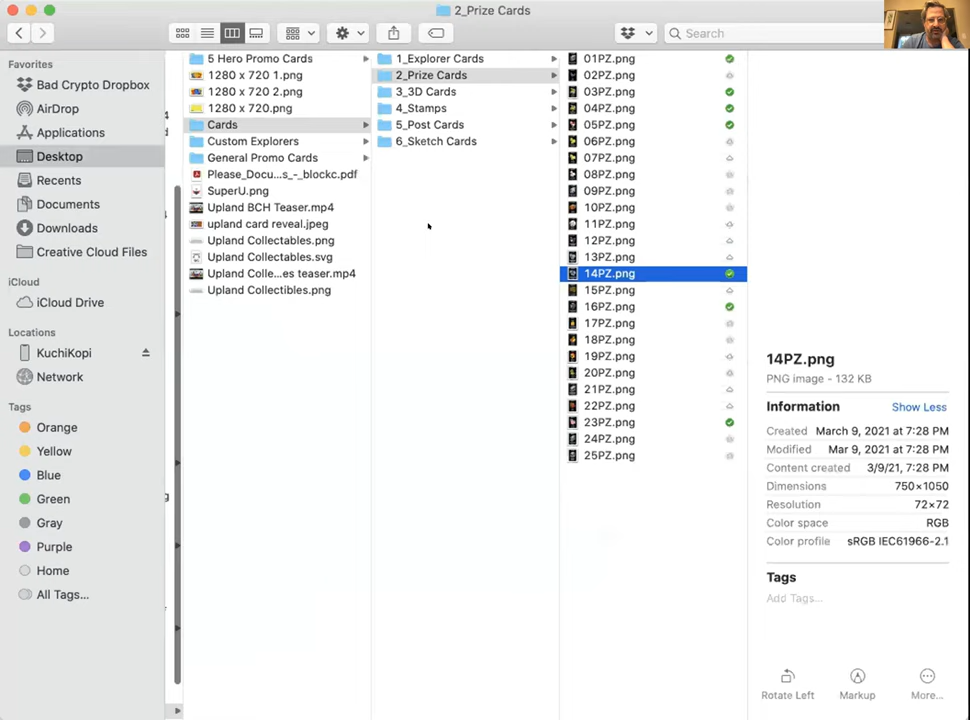 2_Prize Cards
Search
Favorites
Bad Crypto Dropbox
AirDrop
Applications
Desktop
Recents
Documents
Downloads
Creative Cloud Files
iCloud
iCloud Drive
Locations
KuchiKopi
Network
Tags
Orange
Yellow
Blue
Green
Gray
Purple
Home
All Tags...
5 Hero Promo Cards
1280 x 720 1.png
1280 x 720 2.png
1280 x 720.png
Cards
Custom Explorers
General Promo Cards
Please_Docu...s_-_blockc.pdf
SuperU.png
Upland BCH Teaser.mp4
upland card reveal.jpeg
Upland Collectables.png
Upland Collectables.svg
Upland Colle...es teaser.mp4
Upland Collectibles.png
1_Explorer Cards
2_Prize Cards
3_3D Cards
4_Stamps
5_Post Cards
6_Sketch Cards
01PZ.png
02PZ.png
03PZ.png
04PZ.png
05PZ.png
06PZ.png
07PZ.png
08PZ.png
09PZ.png
10PZ.png
11PZ.png
12PZ.png
13PZ.png
14PZ.png
15PZ.png
16PZ.png
17PZ.png
18PZ.png
19PZ.png
20PZ.png
21PZ.png
22PZ.png
23PZ.png
24PZ.png
25PZ.png
14PZ.png
PNG image - 132 KB
Information Show Less
Created March 9, 2021 at 7:28 PM
Modified Mar 9, 2021 at 7:28 PM
Content created 3/9/21, 7:28 PM
Dimensions 750×1050
Resolution 72×72
Color space RGB
Color profile sRGB IEC61966-2.1
Tags
Add Tags...
Rotate Left Markup More...